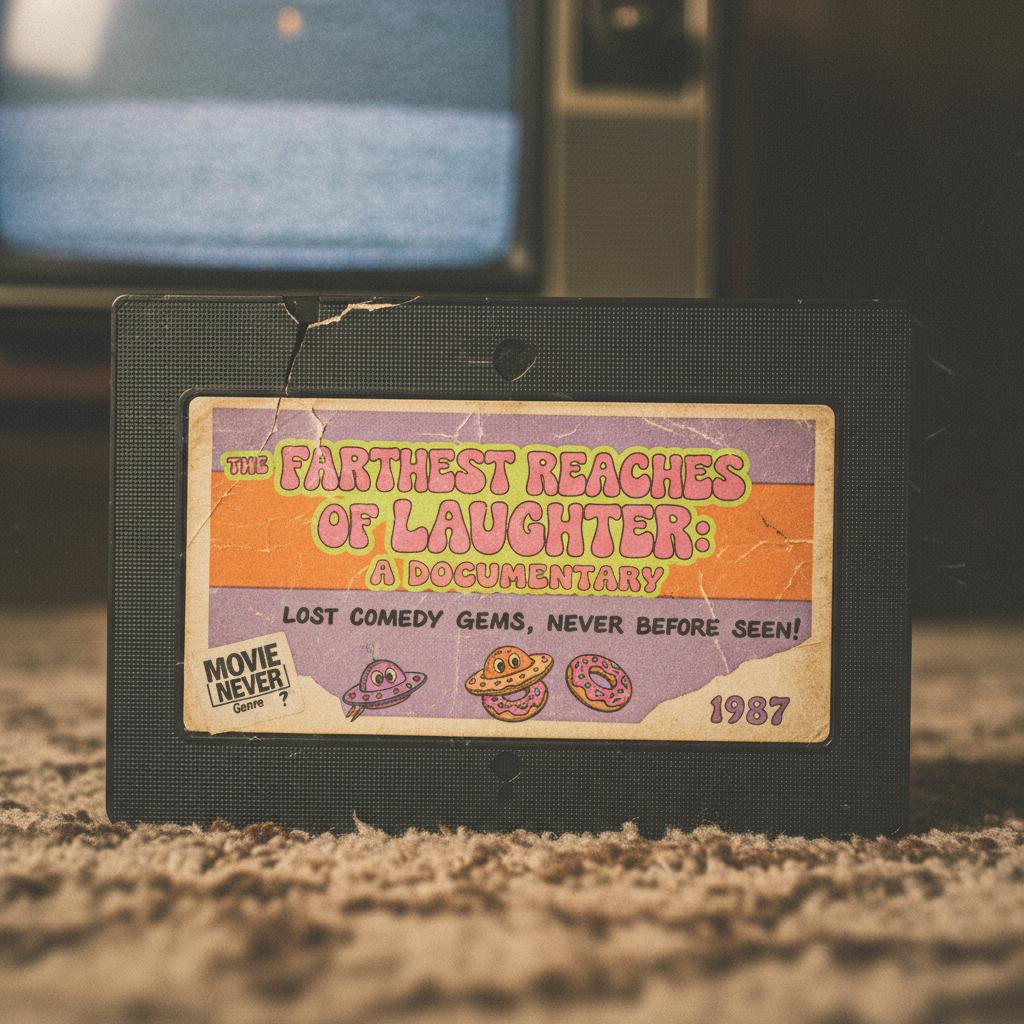 THE FARTHEST REACHES
OF LAUGHTER:
A DOCUMENTARY
LOST COMEDY GEMS, NEVER BEFORE SEEN!
MOVIE
NEVER
Genre ?
1987